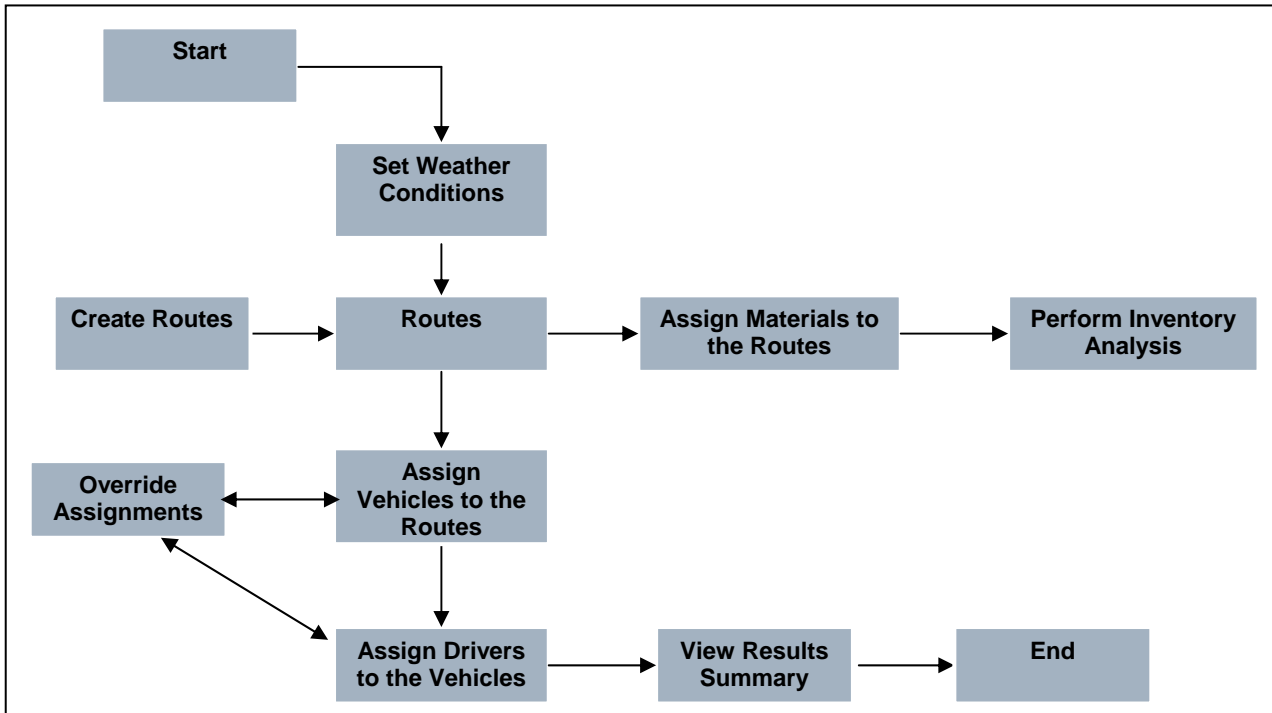 Start
Set Weather
Conditions
Create Routes
Routes
Assign Materials to
the Routes
Perform Inventory
Analysis
Override
Assignments
Assign
Vehicles to the
Routes
Assign Drivers
to the Vehicles
View Results
Summary
End